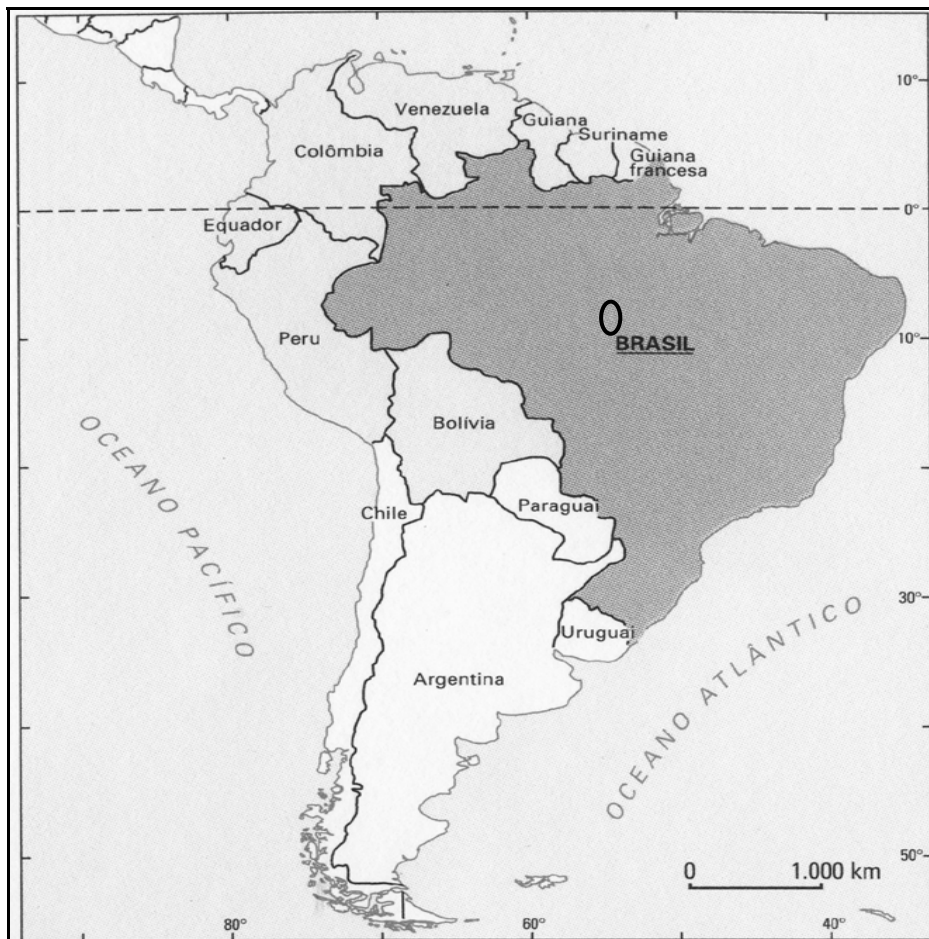 10°
Venezuela
Guiana
Suriname
Guiana
francesa
Colômbia
0°
Equador
Peru
BRASIL
10°
Bolívia
Chile
Paraguai
OCEANO PACÍFICO
30°
Uruguai
Argentina
OCEANO ATLÂNTICO
50°
0 1.000 km
80° 60° 40°